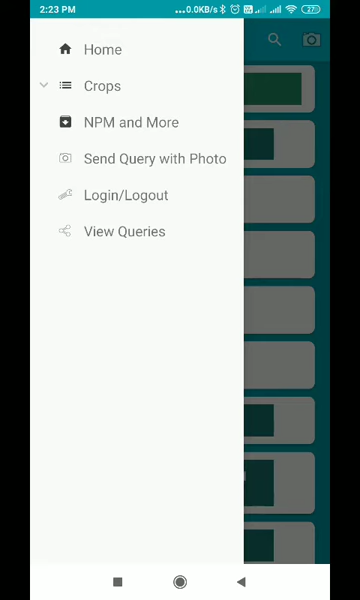 2:23 PM ...0.0KB/s 27
Home
Crops
NPM and More
Send Query with Photo
Login/Logout
View Queries